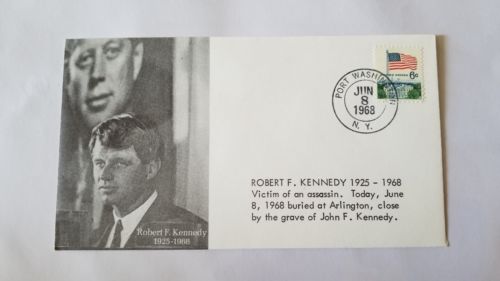 PORT WASHINGTON
JUN
8
1968
N. Y.
6c
Robert F. Kennedy
1925-1968
ROBERT F. KENNEDY 1925 - 1968
Victim of an assassin. Today, June
8, 1968 buried at Arlington, close
by the grave of John F. Kennedy.